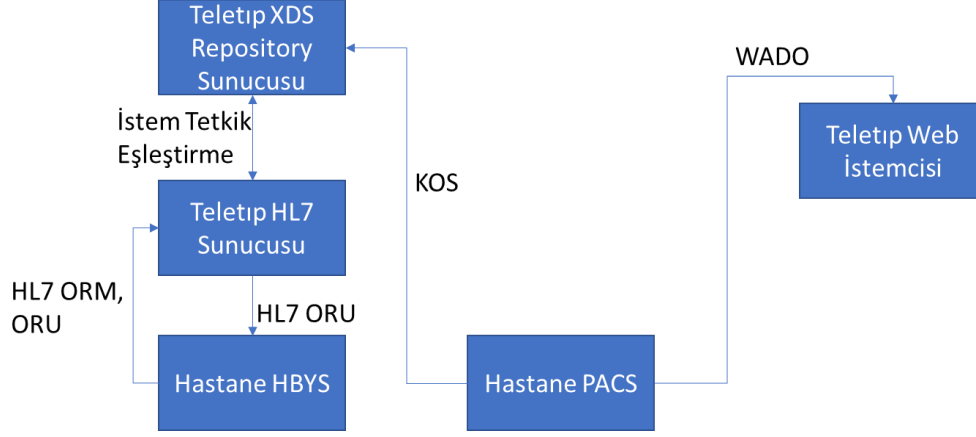 Teletıp XDS
Repository
Sunucusu
WADO
Teletıp Web
İstemcisi
İstem Tetkik
Eşleştirme
KOS
Teletıp HL7
Sunucusu
HL7 ORM,
ORU
HL7 ORU
Hastane HBYS
Hastane PACS